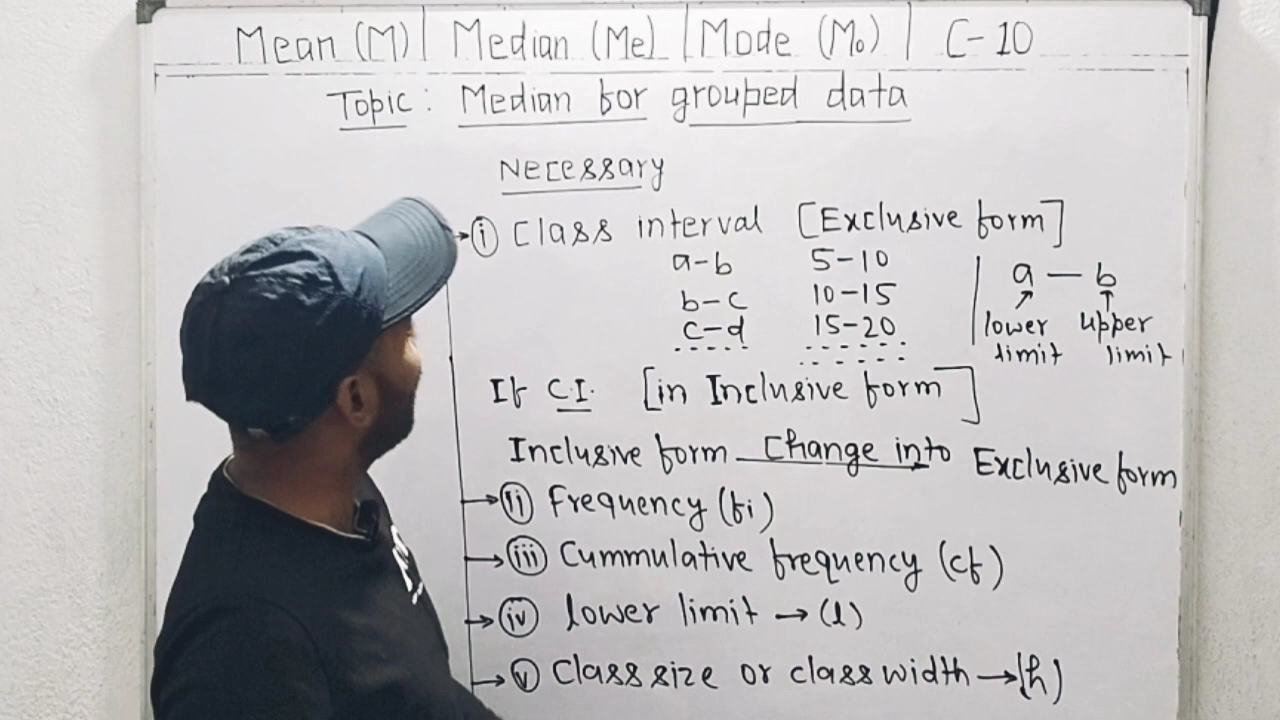 Mean (M) | Median (Me) | Mode (Mo) | C-10
Topic : Median for grouped data
Necessary
(i) Class interval [Exclusive form]
a-b 5-10
b-c 10-15
c-d 15-20
a — b
lower limit
upper limit
If C.I. [in Inclusive form]
Inclusive form Change into Exclusive form
(ii) Frequency (fi)
(iii) Cummulative frequency (cf)
(iv) lower limit → (l)
(v) Class size or class width → (h)